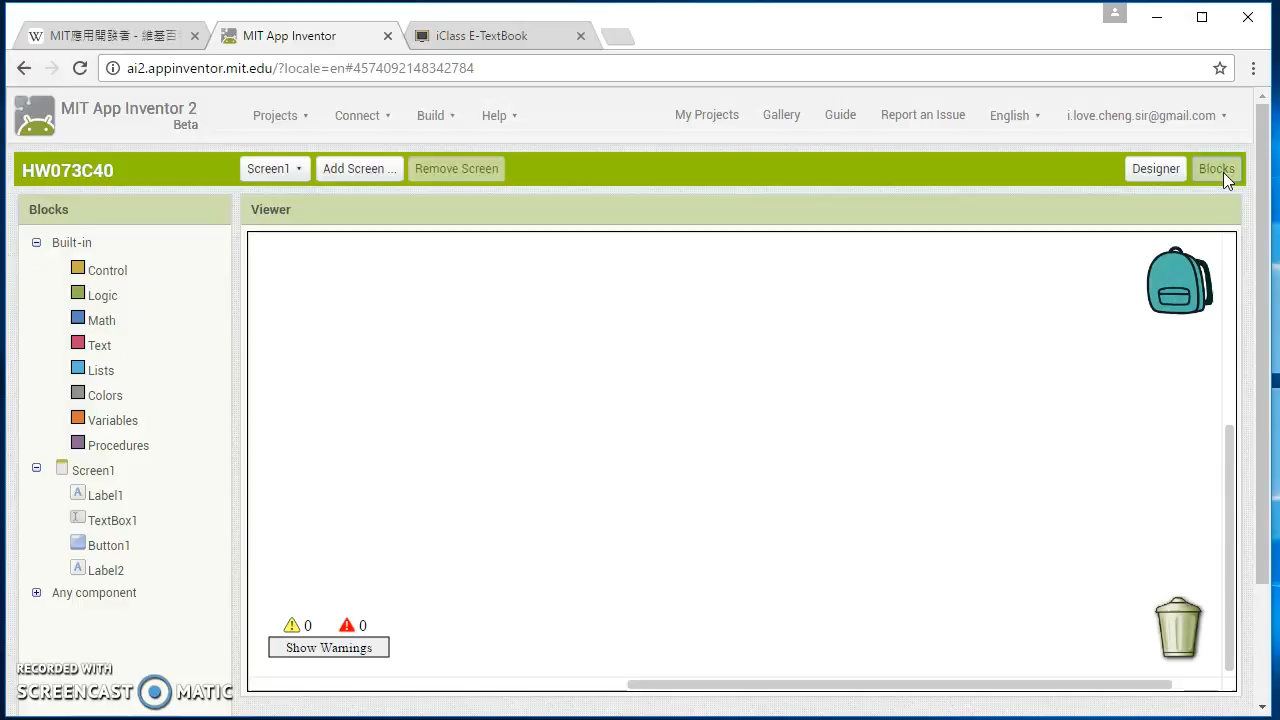 MIT應用開發者 - 維基百
MIT App Inventor
iClass E-TextBook
ai2.appinventor.mit.edu/?locale=en#4574092148342784
MIT App Inventor 2
Beta
Projects
Connect
Build
Help
My Projects
Gallery
Guide
Report an Issue
English
i.love.cheng.sir@gmail.com
HW073C40
Screen1
Add Screen ...
Remove Screen
Designer
Blocks
Blocks
Viewer
Built-in
Control
Logic
Math
Text
Lists
Colors
Variables
Procedures
Screen1
Label1
TextBox1
Button1
Label2
Any component
0
0
Show Warnings
RECORDED WITH
SCREENCAST MATIC